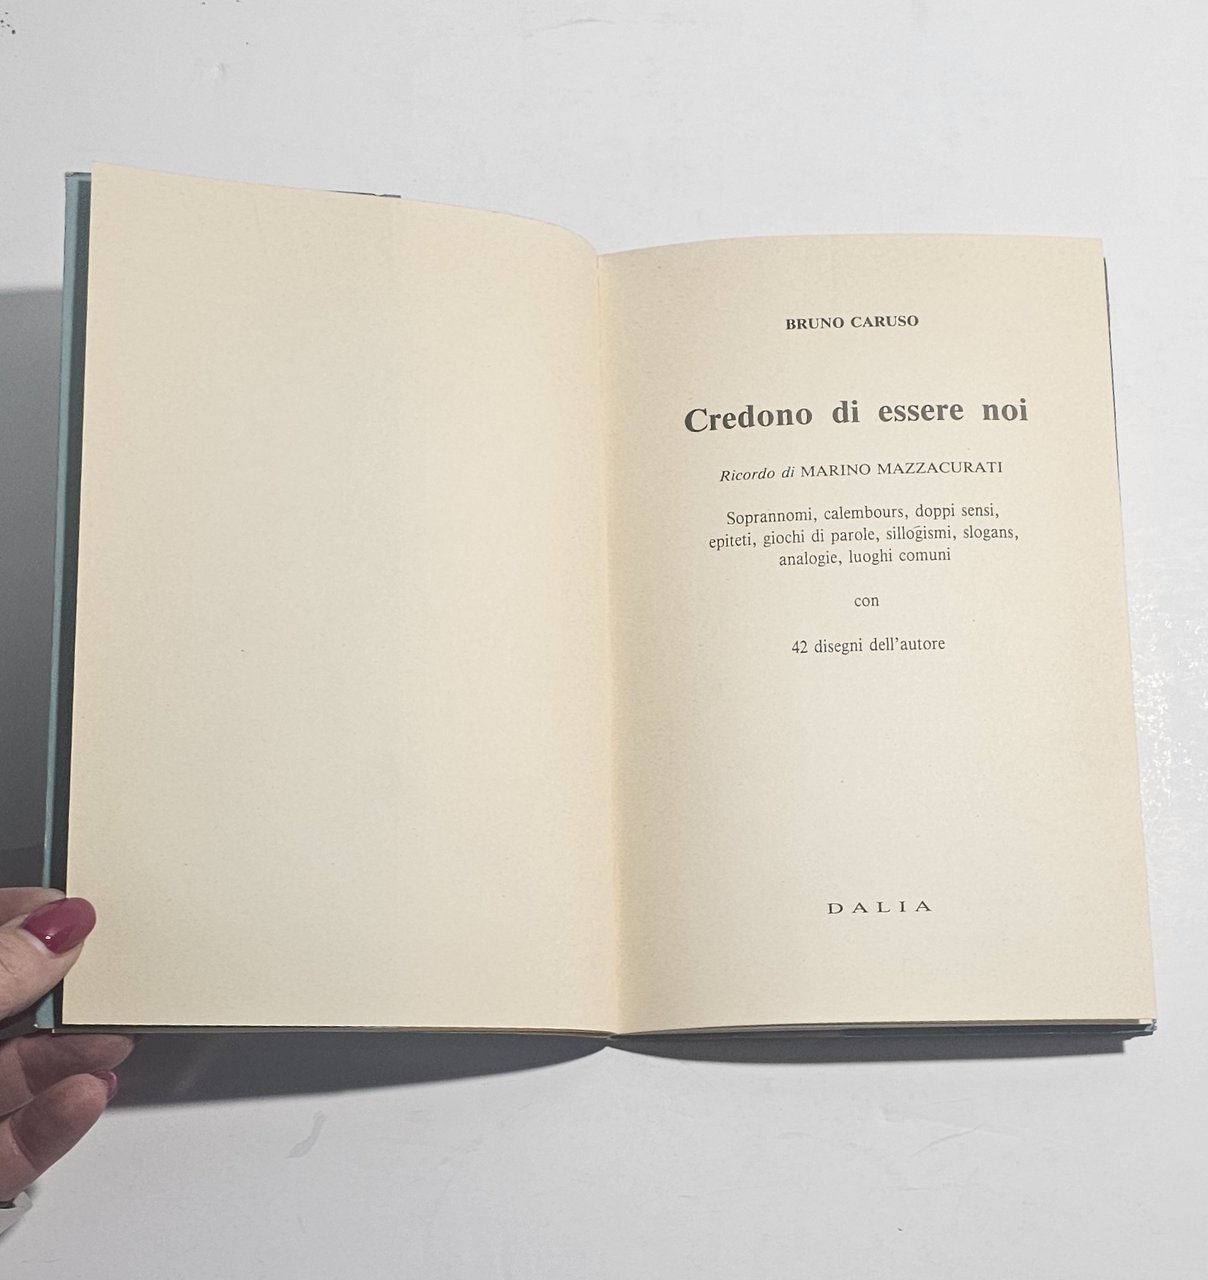 BRUNO CARUSO
Credono di essere noi
Ricordo di MARINO MAZZACURATI
Soprannomi, calembours, doppi sensi,
epiteti, giochi di parole, sillogismi, slogans,
analogie, luoghi comuni
con
42 disegni dell'autore
DALIA